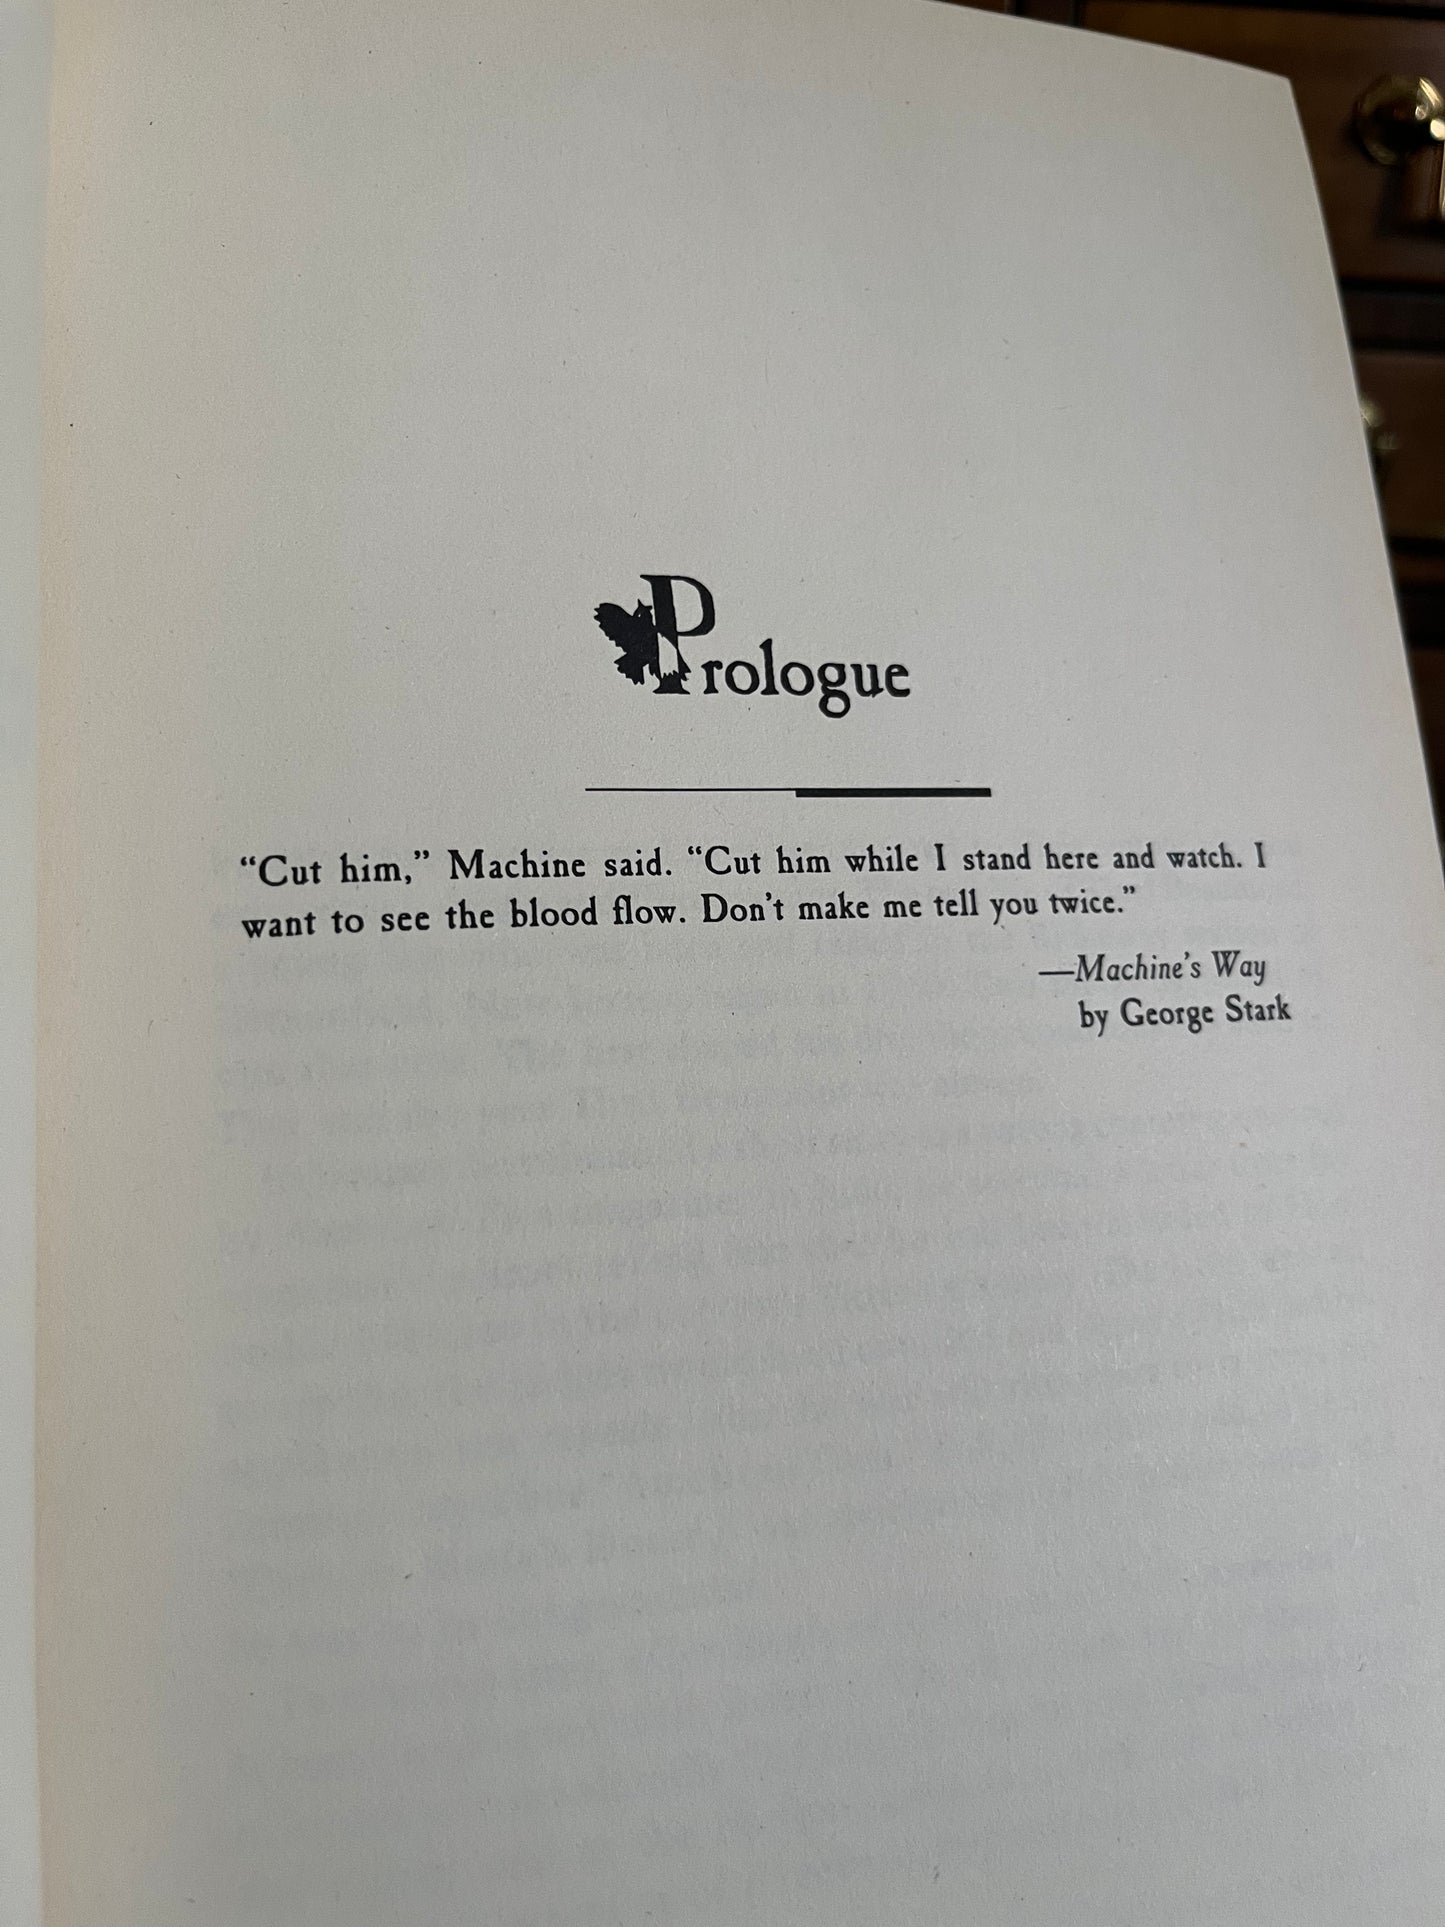 Prologue
“Cut him,” Machine said. “Cut him while I stand here and watch. I
want to see the blood flow. Don’t make me tell you twice.”
—Machine’s Way
by George Stark